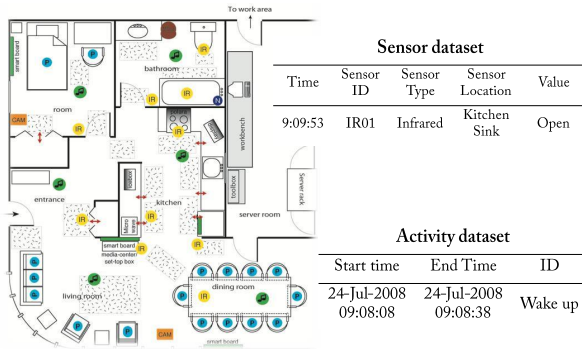 To work area
smart board
P
P
IR
bathroom
IR
IR
N
room
IR
CAM
IR
workbench
toolbox
kitchen
toolbox
Server rack
entrance
IR
IR
Micro wave
server room
smart board
media-center/
set-top box
IR
IR
P
P
P
living room
P
P
CAM
dining room
P
P
P
P
P
IR
P
P
P
P
P
smart board
Sensor dataset
Time Sensor ID Sensor Type Sensor Location Value
9:09:53 IR01 Infrared Kitchen Sink Open
Activity dataset
Start time End Time ID
24-Jul-2008 09:08:08 24-Jul-2008 09:08:38 Wake up